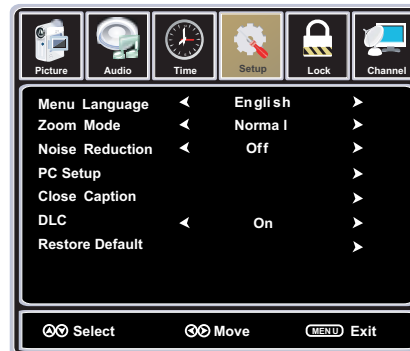 Picture Audio Time Setup Lock Channel
Menu Language English
Zoom Mode Norma l
Noise Reduction Off
PC Setup
Close Caption
DLC On
Restore Default
Select Move MENU Exit